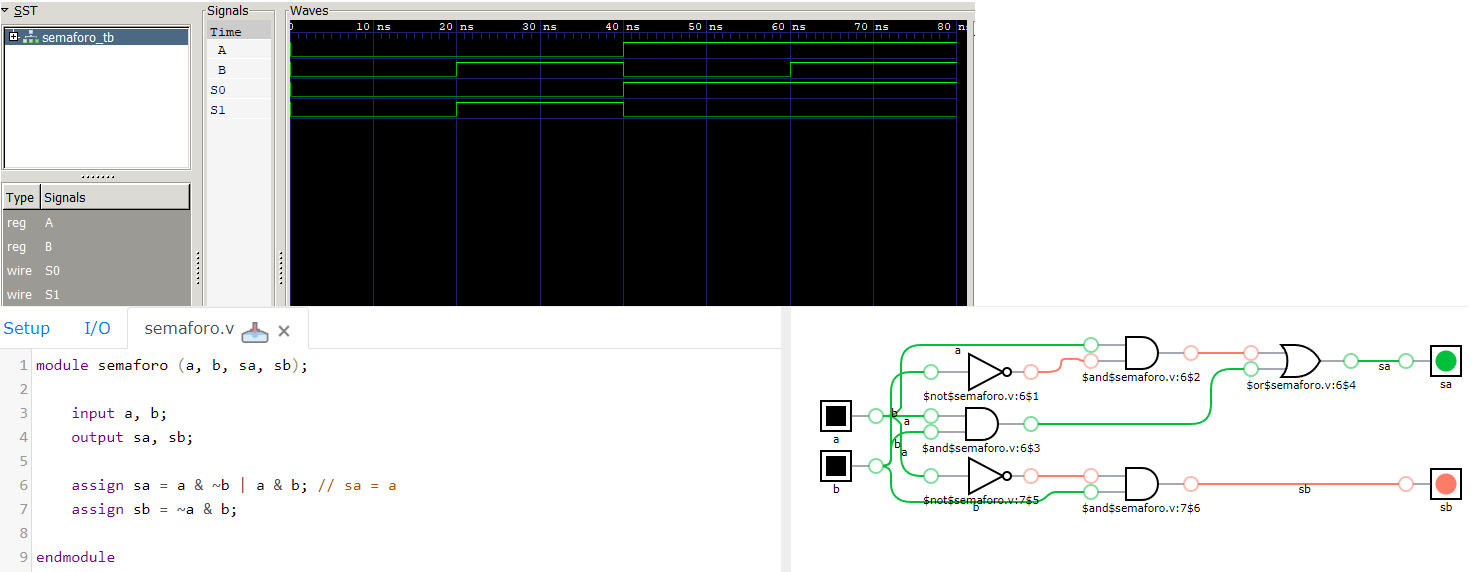 SST
semaforo_tb
Type Signals
reg A
reg B
wire S0
wire S1
Signals
Time
A
B
S0
S1
Waves
0 10 ns 20 ns 30 ns 40 ns 50 ns 60 ns 70 ns 80 ns
Setup I/O semaforo.v
1 module semaforo (a, b, sa, sb);
2
3 input a, b;
4 output sa, sb;
5
6 assign sa = a & ~b | a & b; // sa = a
7 assign sb = ~a & b;
8
9 endmodule
a
$and$semaforo.v:6$2
$not$semaforo.v:6$1
$or$semaforo.v:6$4
sa
sa
b
a
a
b
a
$and$semaforo.v:6$3
b
$not$semaforo.v:7$5
b
$and$semaforo.v:7$6
sb
sb